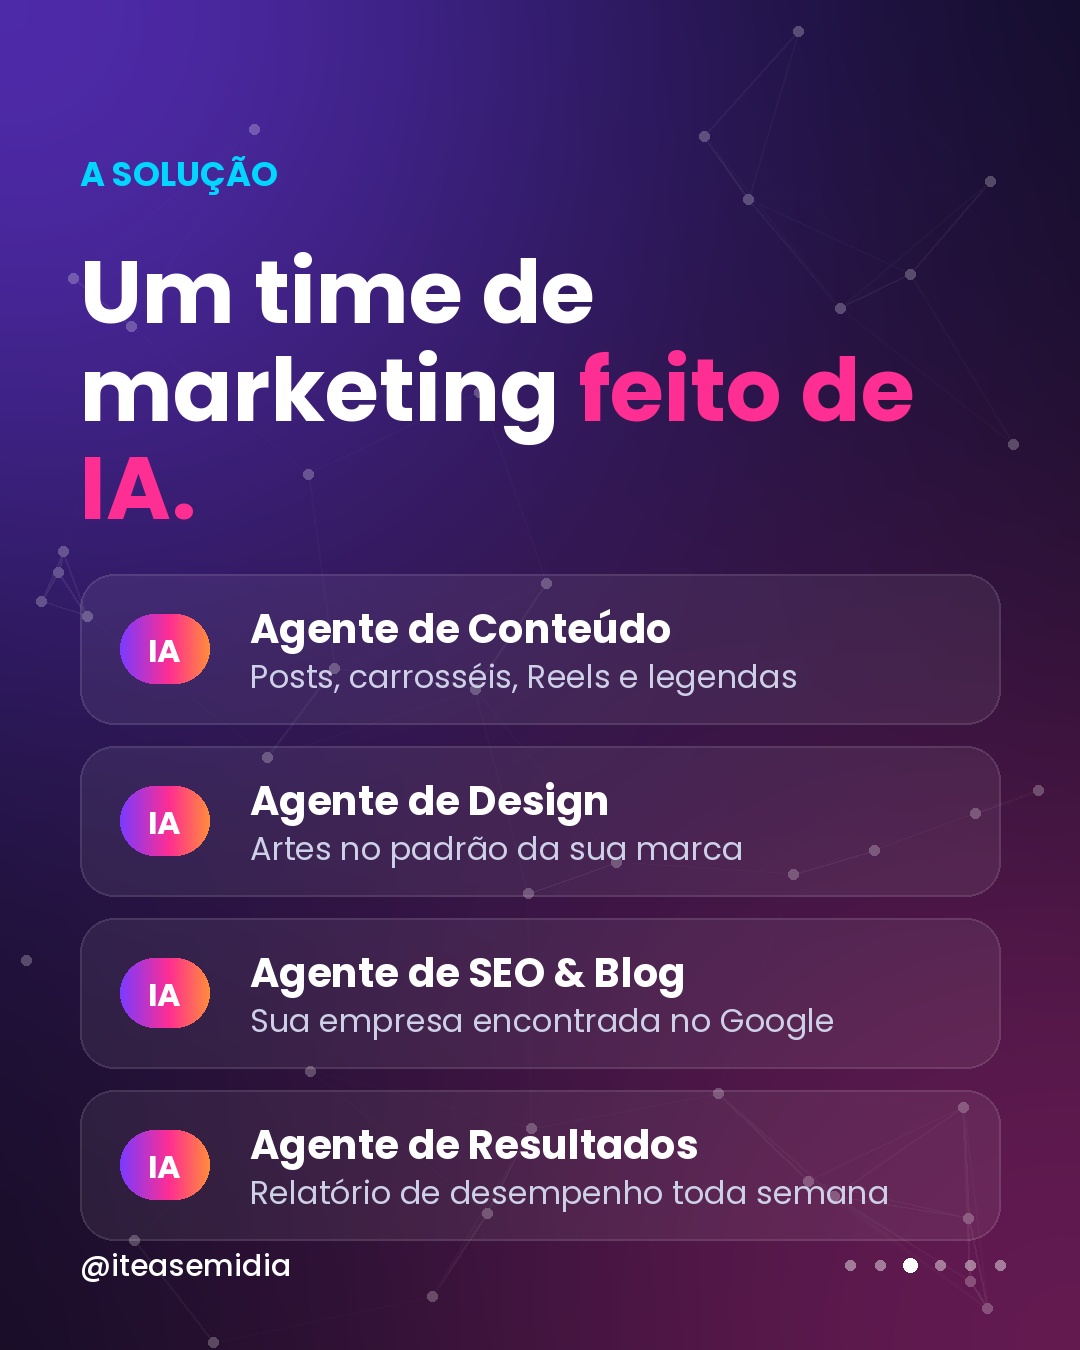 A SOLUÇÃO
Um time de
marketing feito de
IA.
IA
Agente de Conteúdo
Posts, carrosséis, Reels e legendas
IA
Agente de Design
Artes no padrão da sua marca
IA
Agente de SEO & Blog
Sua empresa encontrada no Google
IA
Agente de Resultados
Relatório de desempenho toda semana
@iteasemidia